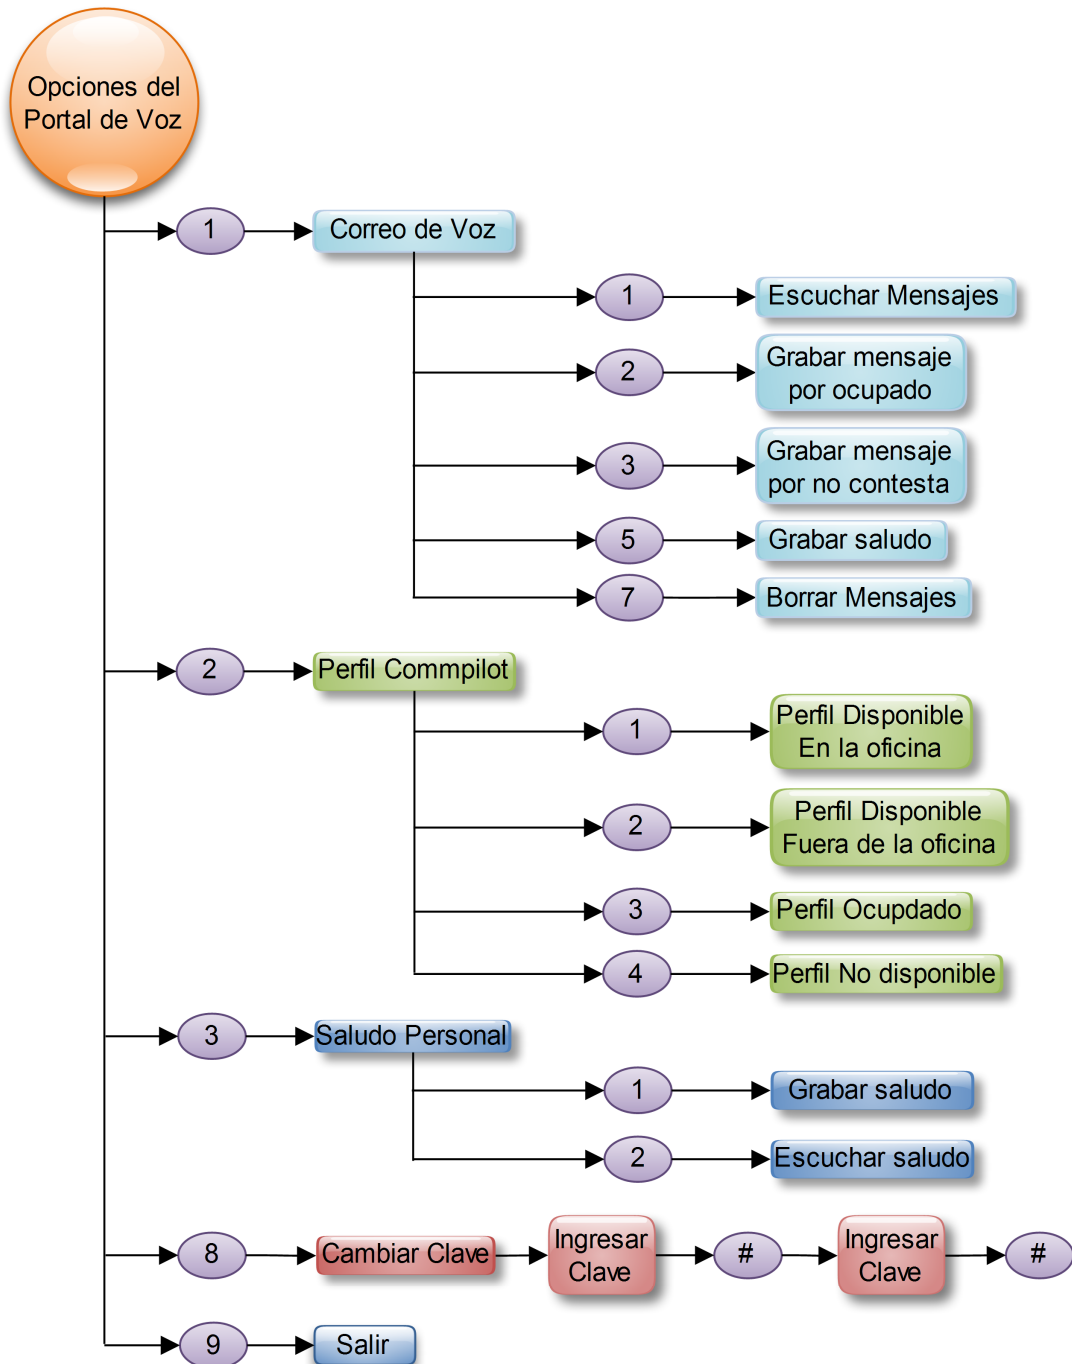 Opciones del
Portal de Voz
1
Correo de Voz
1
Escuchar Mensajes
2
Grabar mensaje
por ocupado
3
Grabar mensaje
por no contesta
5
Grabar saludo
7
Borrar Mensajes
2
Perfil Commpilot
1
Perfil Disponible
En la oficina
2
Perfil Disponible
Fuera de la oficina
3
Perfil Ocupdado
4
Perfil No disponible
3
Saludo Personal
1
Grabar saludo
2
Escuchar saludo
8
Cambiar Clave
Ingresar
Clave
#
Ingresar
Clave
#
9
Salir